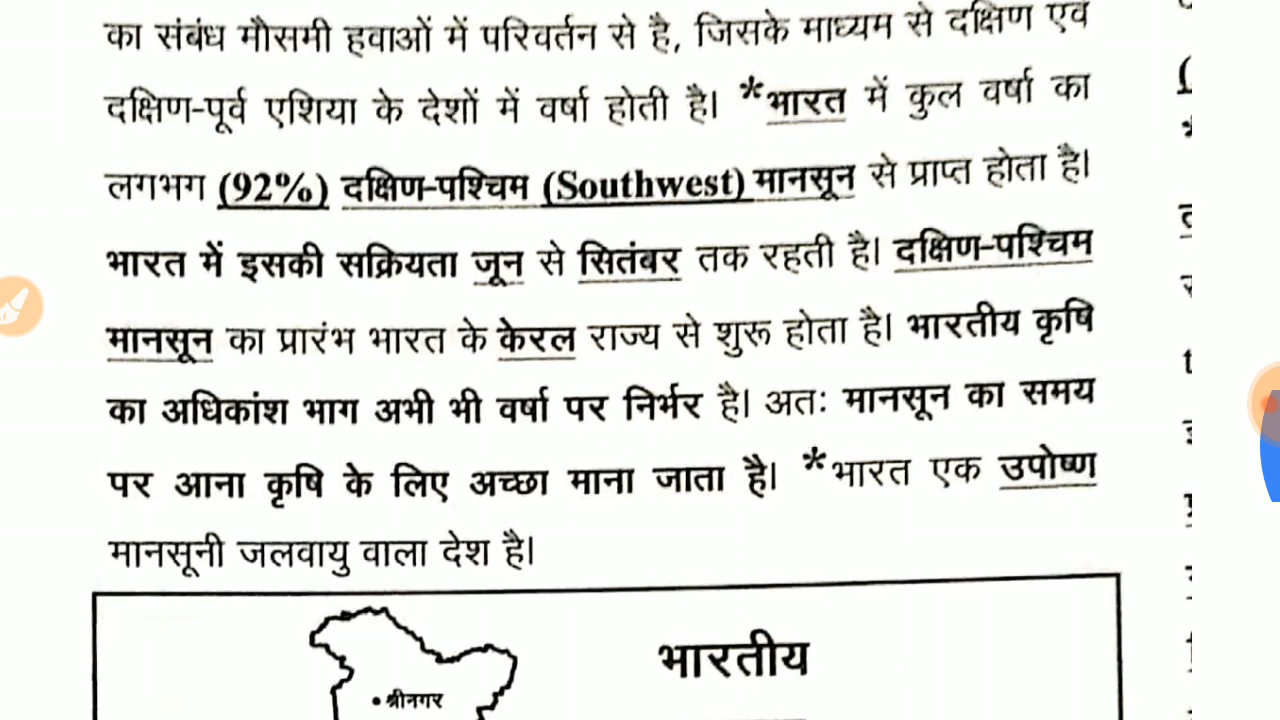 का संबंध मौसमी हवाओं में परिवर्तन से है, जिसके माध्यम से दक्षिण एवं
दक्षिण-पूर्व एशिया के देशों में वर्षा होती है। *भारत में कुल वर्षा का
लगभग (92%) दक्षिण-पश्चिम (Southwest) मानसून से प्राप्त होता है।
भारत में इसकी सक्रियता जून से सितंबर तक रहती है। दक्षिण-पश्चिम
मानसून का प्रारंभ भारत के केरल राज्य से शुरू होता है। भारतीय कृषि
का अधिकांश भाग अभी भी वर्षा पर निर्भर है। अतः मानसून का समय
पर आना कृषि के लिए अच्छा माना जाता है। *भारत एक उपोष्ण
मानसूनी जलवायु वाला देश है।
भारतीय
• श्रीनगर